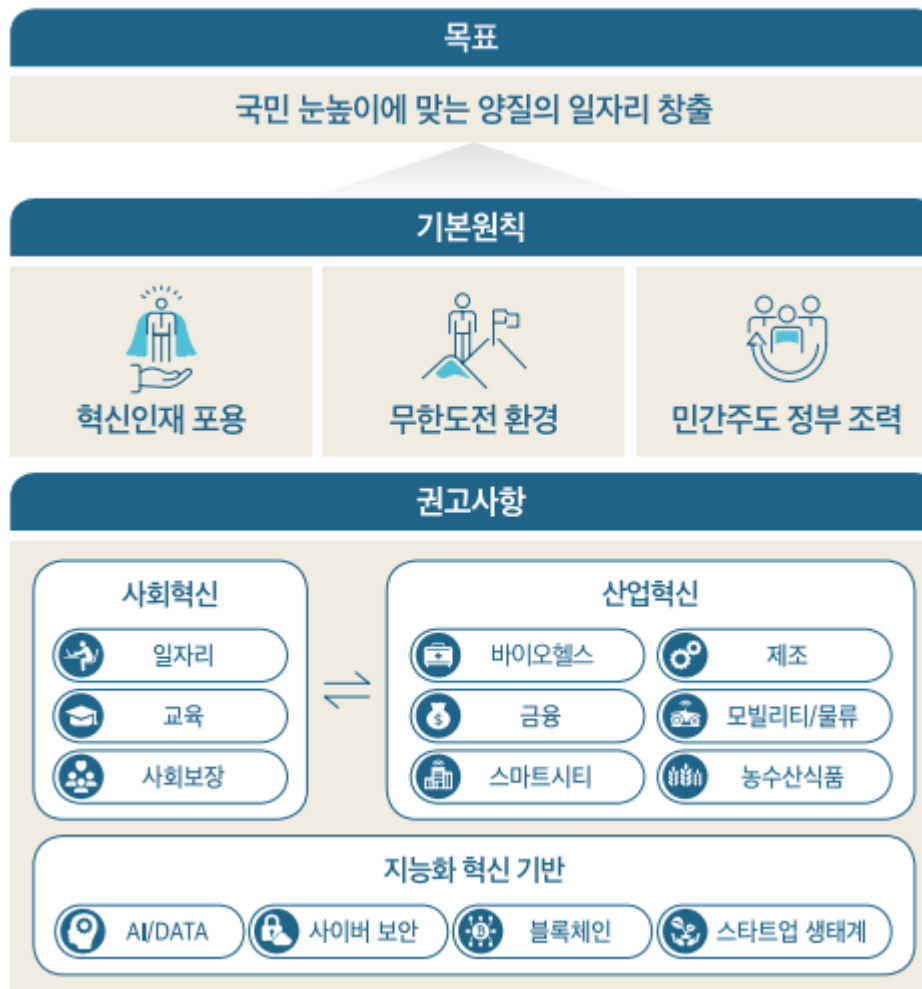 목표
국민 눈높이에 맞는 양질의 일자리 창출
기본원칙
혁신인재 포용
무한도전 환경
민간주도 정부 조력
권고사항
사회혁신
일자리
교육
사회보장
산업혁신
바이오헬스
제조
금융
모빌리티/물류
스마트시티
농수산식품
지능화 혁신 기반
AI/DATA
사이버 보안
블록체인
스타트업 생태계